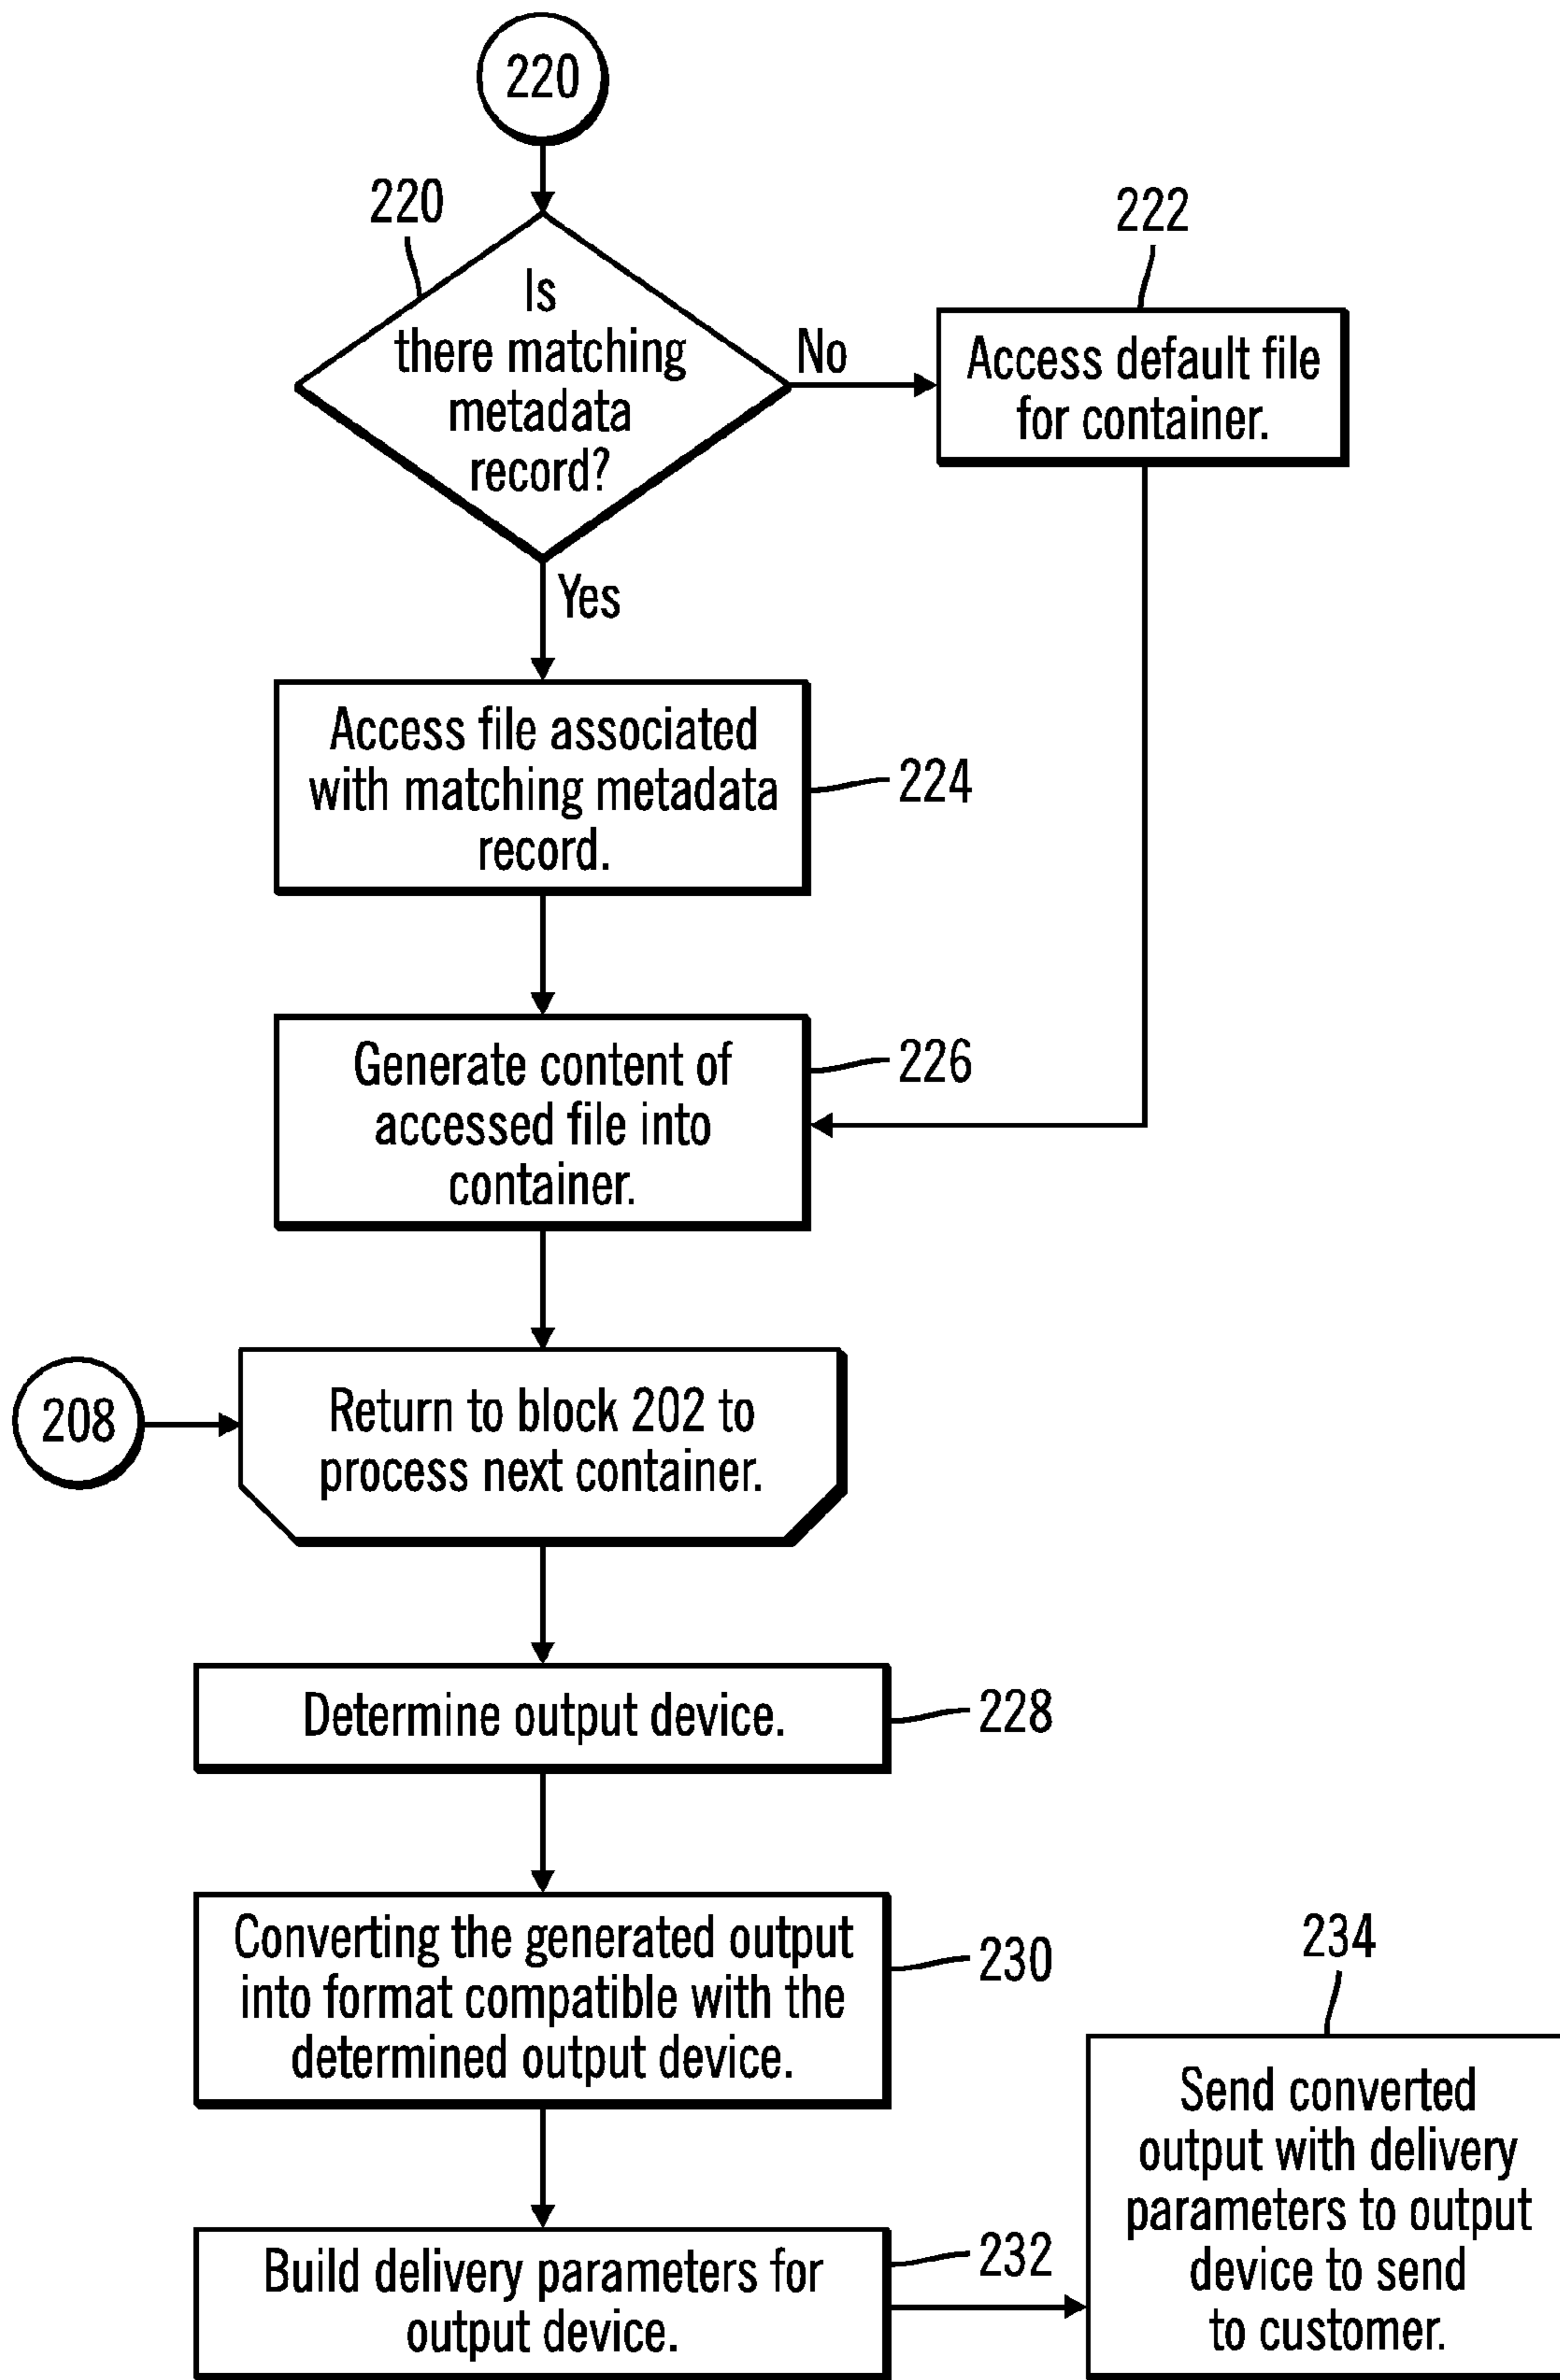 220
220
Is
there matching
metadata
record?
No
222
Access default file
for container.
Yes
Access file associated
with matching metadata
record.
224
Generate content of
accessed file into
container.
226
208
Return to block 202 to
process next container.
Determine output device.
228
Converting the generated output
into format compatible with the
determined output device.
230
Build delivery parameters for
output device.
232
234
Send converted
output with delivery
parameters to output
device to send
to customer.